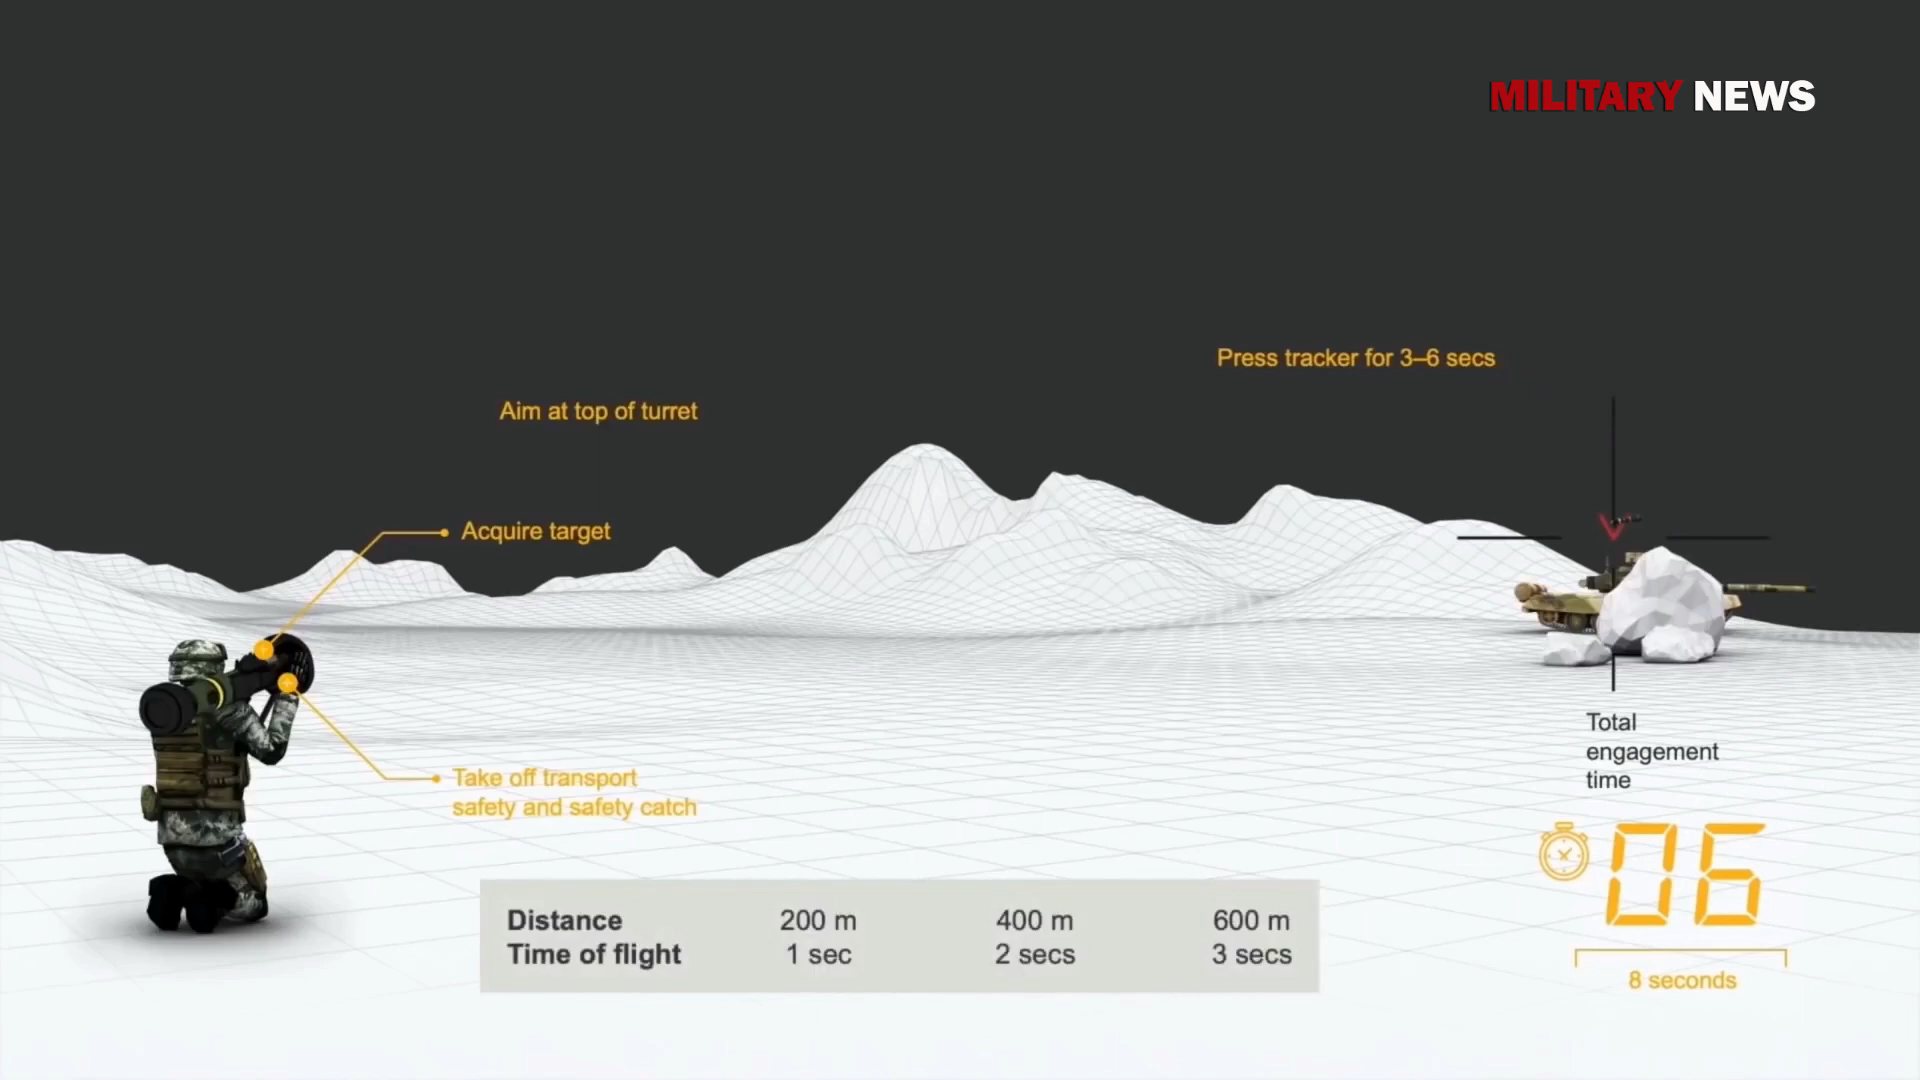 MILITARY NEWS
Press tracker for 3–6 secs
Aim at top of turret
Acquire target
Take off transport
safety and safety catch
Total
engagement
time
06
8 seconds
Distance 200 m 400 m 600 m
Time of flight 1 sec 2 secs 3 secs